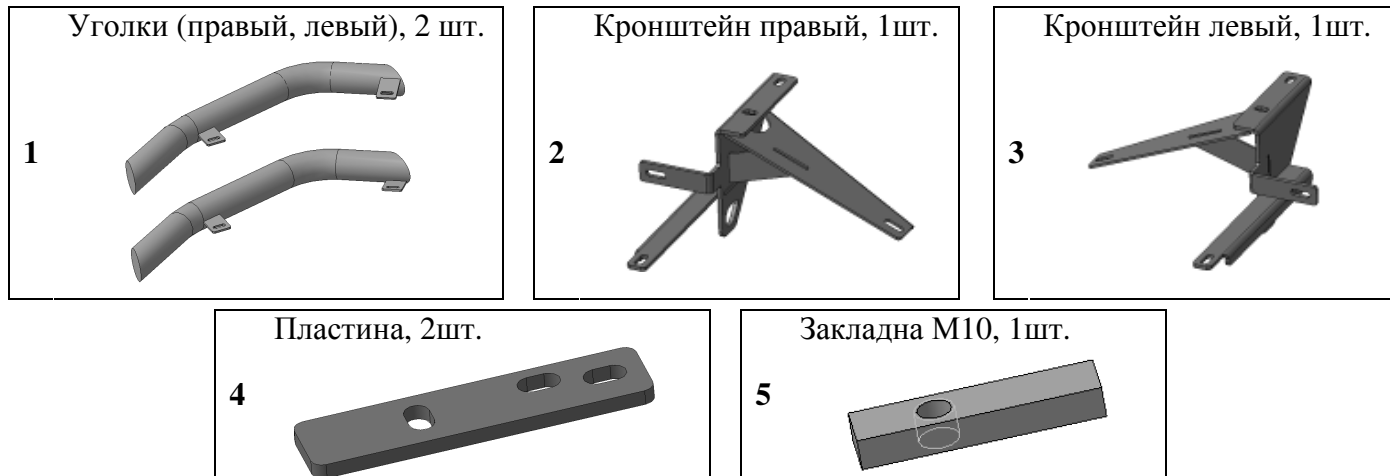 Уголки (правый, левый), 2 шт.
1
Кронштейн правый, 1шт.
2
Кронштейн левый, 1шт.
3
Пластина, 2шт.
4
Закладна М10, 1шт.
5